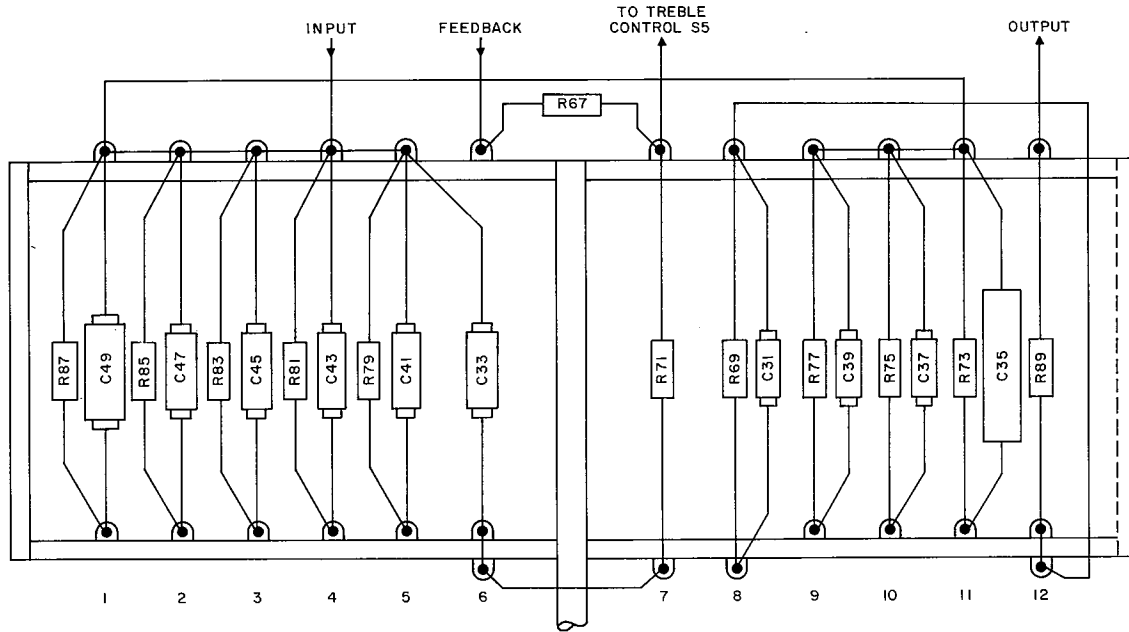 INPUT
FEEDBACK
TO TREBLE
CONTROL S5
OUTPUT
R67
R87
C49
R85
C47
R83
C45
R81
C43
R79
C41
C33
R71
R69
C31
R77
C39
R75
C37
R73
C35
R89
1 2 3 4 5 6 7 8 9 10 11 12